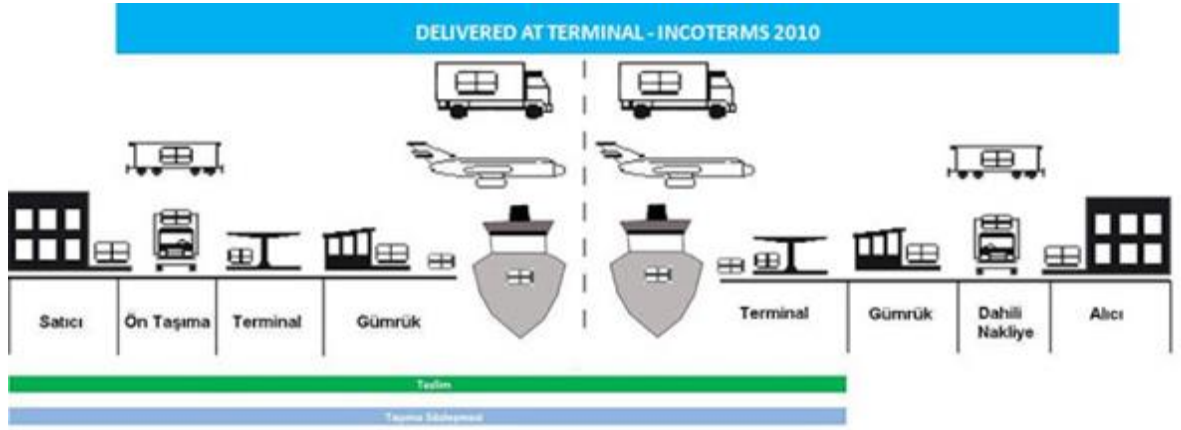 DELIVERED AT TERMINAL - INCOTERMS 2010
Satıcı
Ön Taşıma
Terminal
Gümrük
Terminal
Gümrük
Dahili
Nakliye
Alıcı
Teslim
Taşıma Sözleşmesi